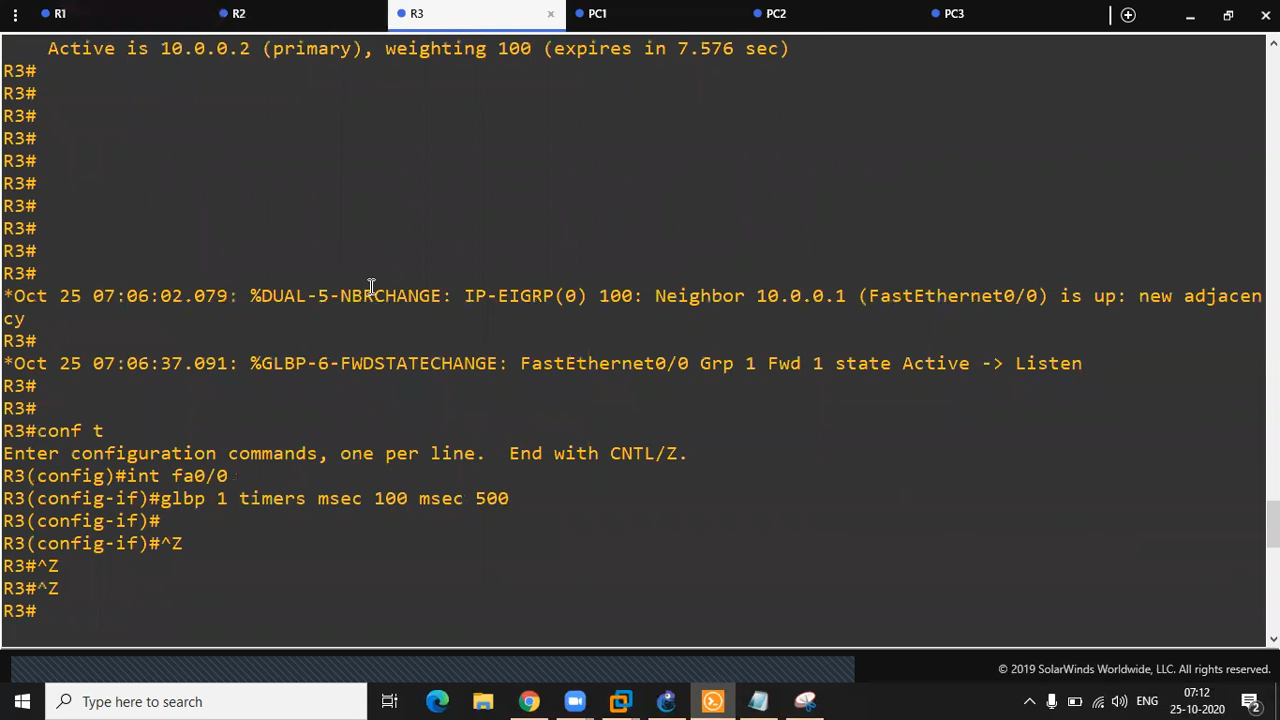 R1
R2
R3
PC1
PC2
PC3
Active is 10.0.0.2 (primary), weighting 100 (expires in 7.576 sec)
R3#
R3#
R3#
R3#
R3#
R3#
R3#
R3#
R3#
R3#
*Oct 25 07:06:02.079: %DUAL-5-NBRCHANGE: IP-EIGRP(0) 100: Neighbor 10.0.0.1 (FastEthernet0/0) is up: new adjacen
cy
R3#
*Oct 25 07:06:37.091: %GLBP-6-FWDSTATECHANGE: FastEthernet0/0 Grp 1 Fwd 1 state Active -> Listen
R3#
R3#
R3#conf t
Enter configuration commands, one per line.  End with CNTL/Z.
R3(config)#int fa0/0
R3(config-if)#glbp 1 timers msec 100 msec 500
R3(config-if)#
R3(config-if)#^Z
R3#^Z
R3#^Z
R3#
© 2019 SolarWinds Worldwide, LLC. All rights reserved.
Type here to search
ENG
07:12
25-10-2020
2